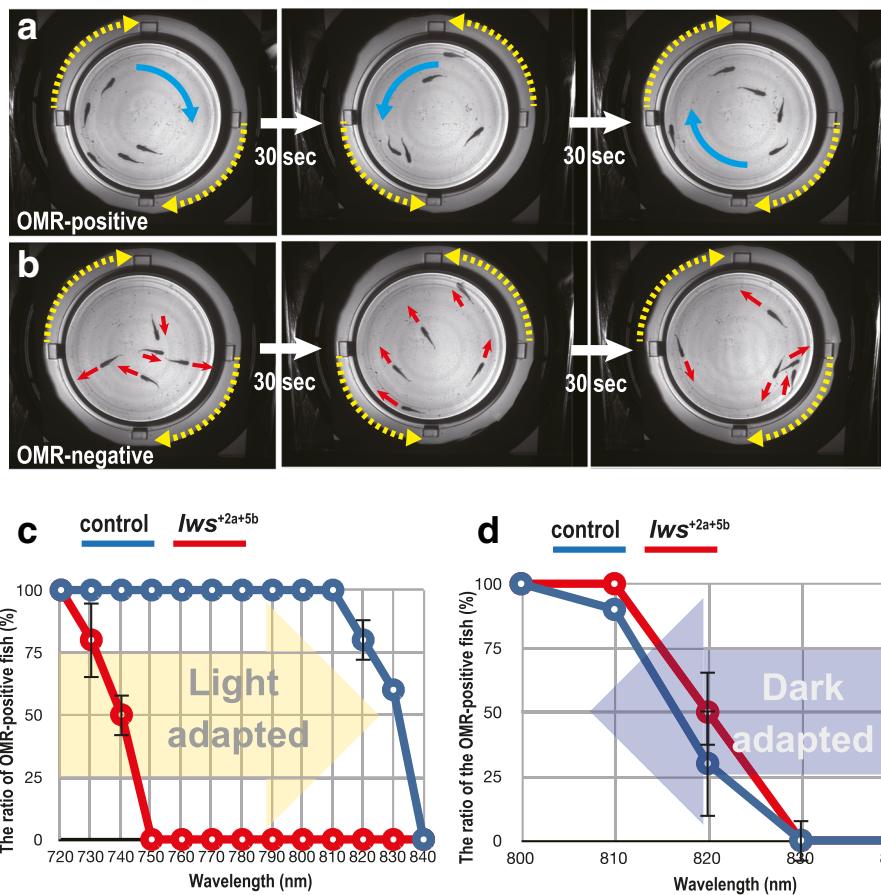 a
30 sec
30 sec
OMR-positive
b
30 sec
30 sec
OMR-negative
c
control lws+2a+5b
The ratio of OMR-positive fish (%)
100
75
50
25
0
Light
adapted
720 730 740 750 760 770 780 790 800 810 820 830 840
Wavelength (nm)
d
control lws+2a+5b
The ratio of the OMR-positive fish (%)
100
75
50
25
0
Dark
adapted
800 810 820 830
Wavelength (nm)